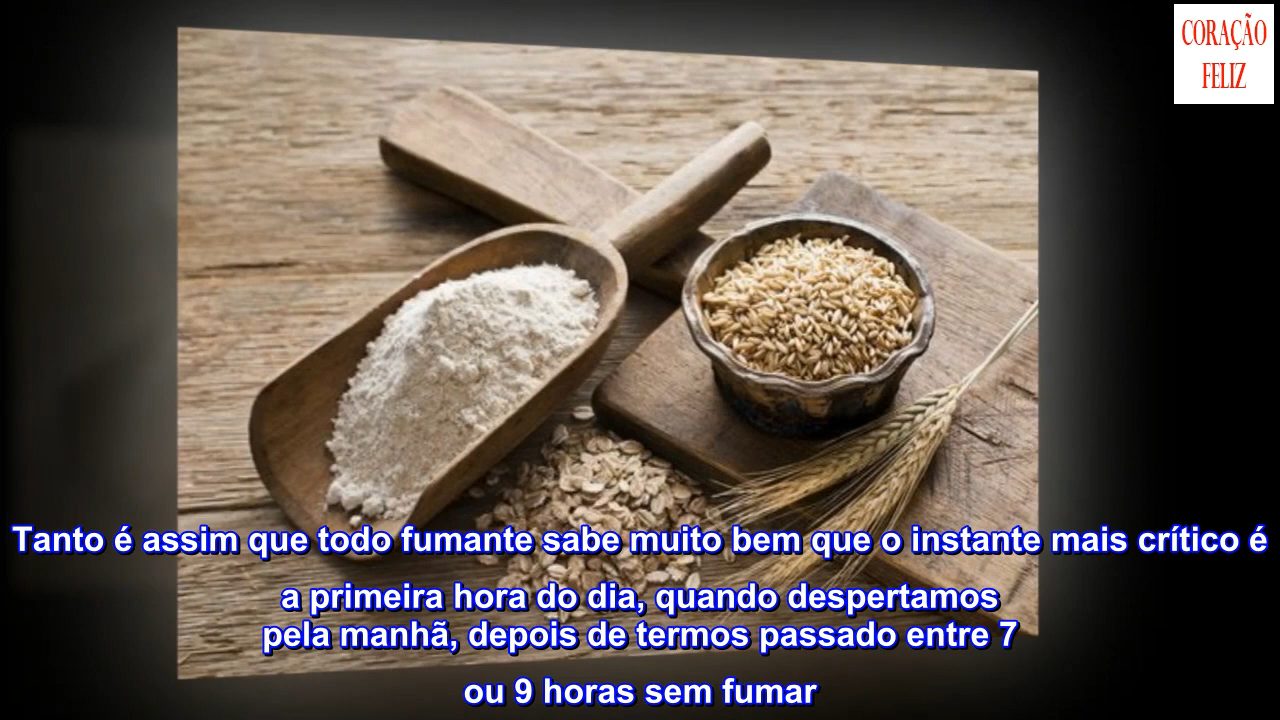 CORAÇÃO
FELIZ
Tanto é assim que todo fumante sabe muito bem que o instante mais crítico é
a primeira hora do dia, quando despertamos
pela manhã, depois de termos passado entre 7
ou 9 horas sem fumar